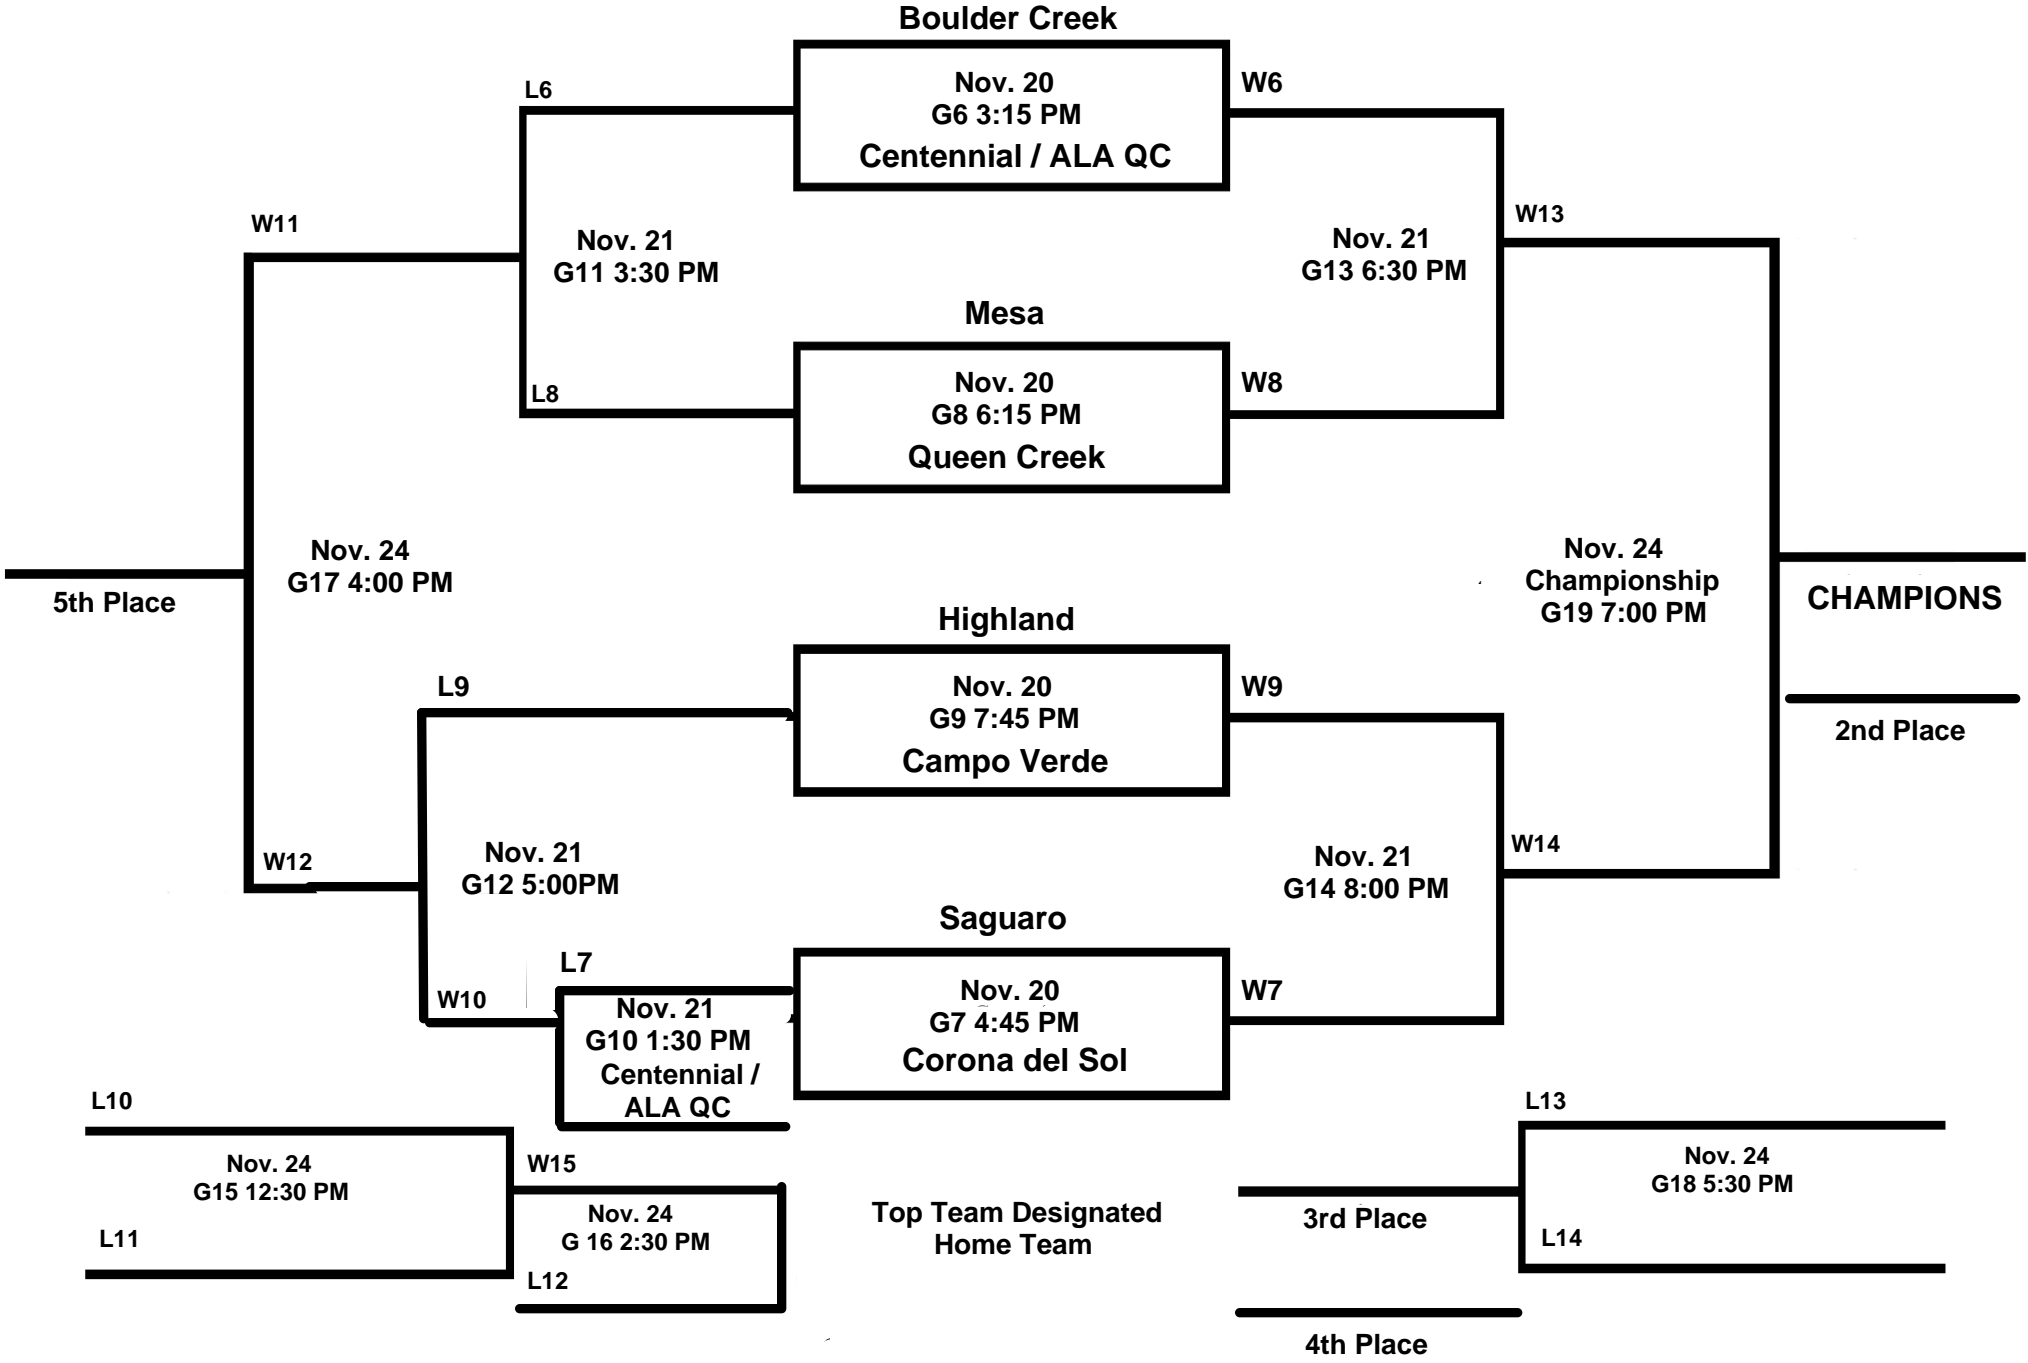 Boulder Creek
Nov. 20
G6 3:15 PM
Centennial / ALA QC
L6
W6
W11
Nov. 21
G11 3:30 PM
Nov. 21
G13 6:30 PM
W13
Mesa
Nov. 20
G8 6:15 PM
Queen Creek
L8
W8
Nov. 24
G17 4:00 PM
5th Place
Nov. 24
Championship
G19 7:00 PM
CHAMPIONS
2nd Place
Highland
Nov. 20
G9 7:45 PM
Campo Verde
L9
W9
W12
Nov. 21
G12 5:00PM
Nov. 21
G14 8:00 PM
W14
Saguaro
Nov. 20
G7 4:45 PM
Corona del Sol
L7
W7
W10
Nov. 21
G10 1:30 PM
Centennial /
ALA QC
L10
Nov. 24
G15 12:30 PM
L11
W15
Nov. 24
G 16 2:30 PM
L12
Top Team Designated
Home Team
L13
Nov. 24
G18 5:30 PM
L14
3rd Place
4th Place